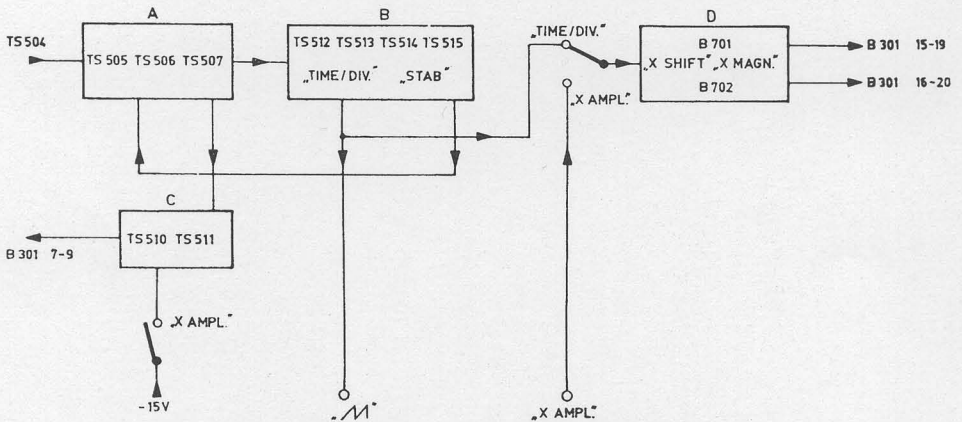 A
B
D
TS 504
TS 505 TS 506 TS 507
TS 512 TS 513 TS 514 TS 515
„TIME / DIV.” „STAB”
„TIME/DIV.”
B 701
„X SHIFT” „X MAGN.”
B 702
B 301 15-19
B 301 16-20
„X AMPL.”
C
TS 510 TS 511
B 301 7-9
„X AMPL.”
-15V
„X AMPL.”